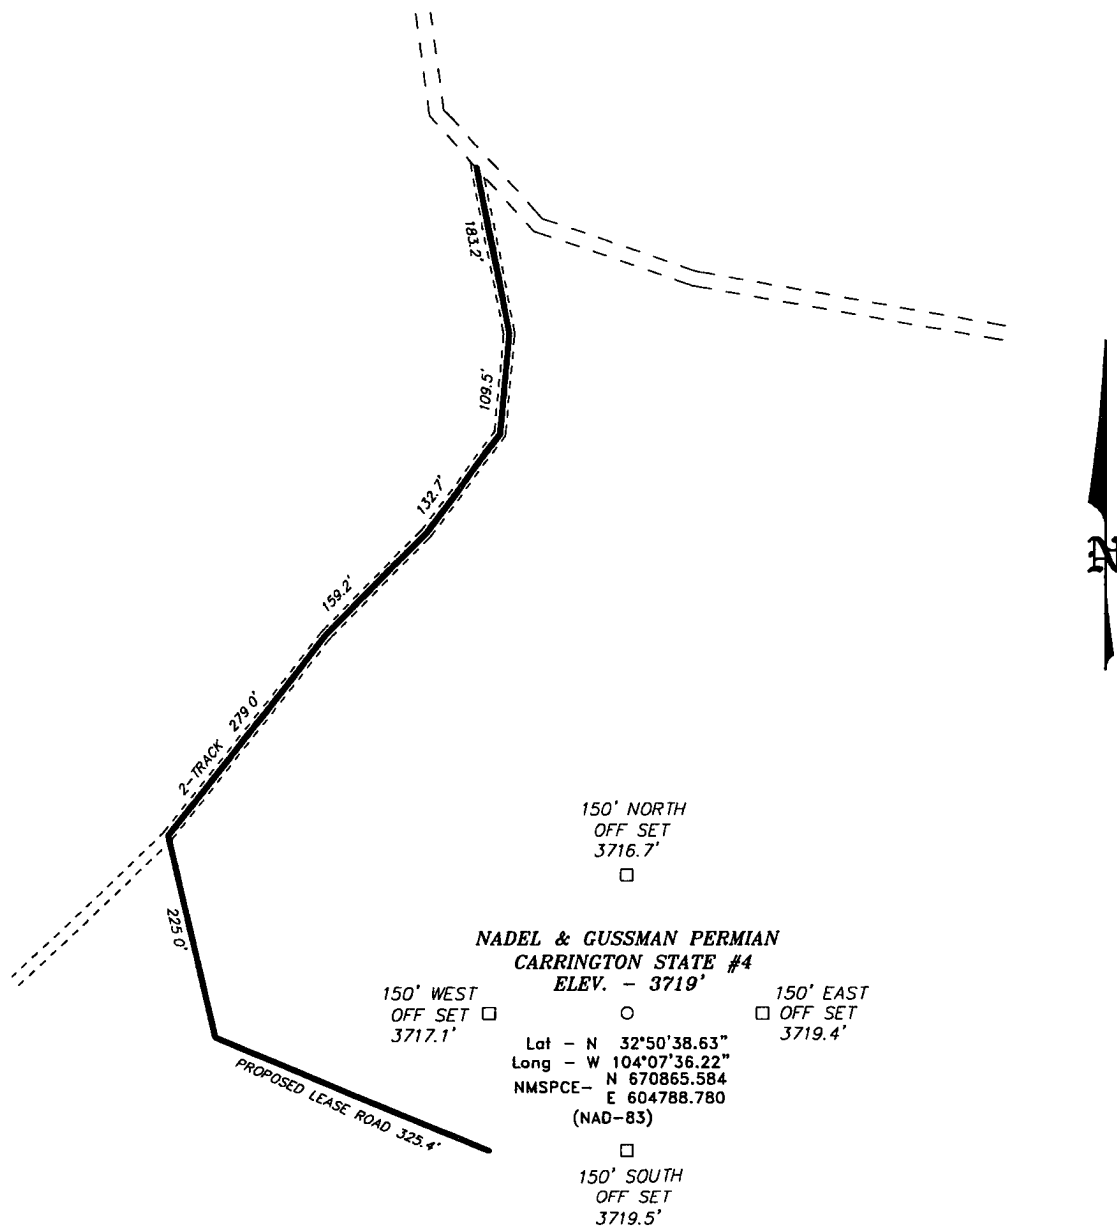 183.2'
109.5'
132.7'
159.2'
N
2-TRACK 279.0'
225.0'
PROPOSED LEASE ROAD 325.4'
150' NORTH
OFF SET
3716.7'
NADEL & GUSSMAN PERMIAN
CARRINGTON STATE #4
ELEV. - 3719'
150' WEST
OFF SET
3717.1'
150' EAST
OFF SET
3719.4'
Lat - N 32°50'38.63"
Long - W 104°07'36.22"
NMSPCE- N 670865.584
E 604788.780
(NAD-83)
150' SOUTH
OFF SET
3719.5'